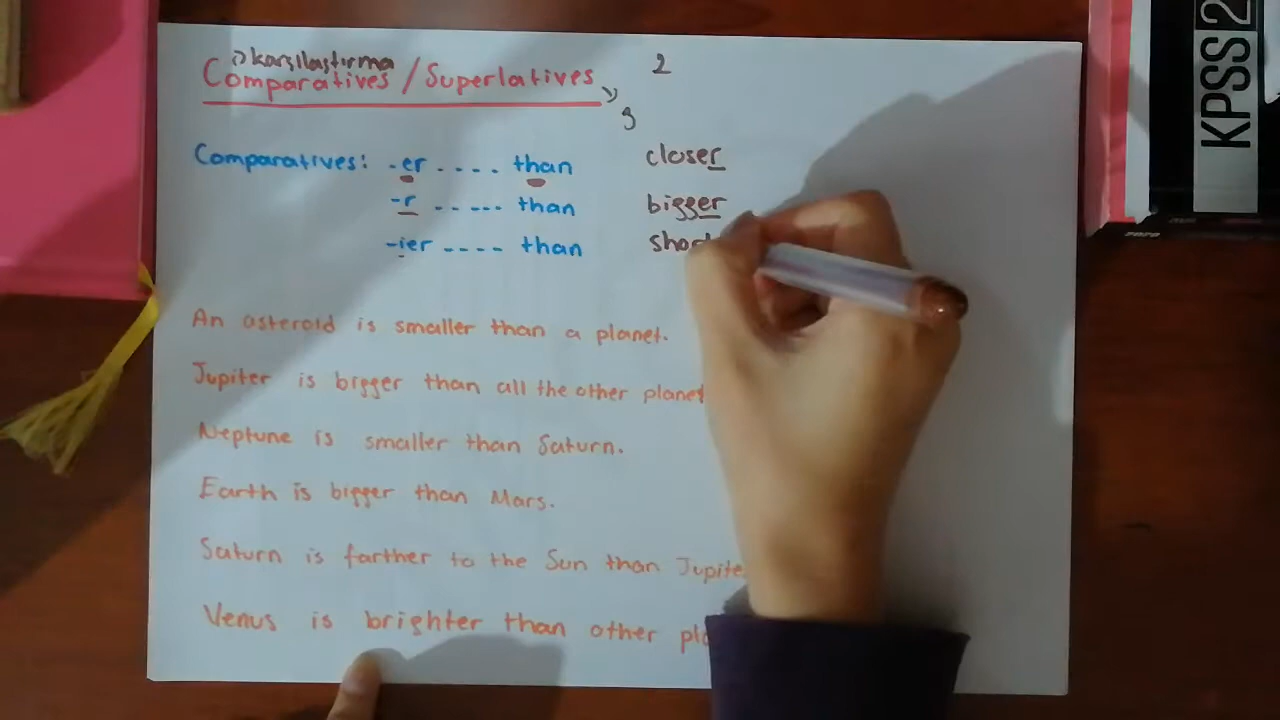 karşılaştırma
Comparatives / Superlatives
2
3
Comparatives: -er .... than closer
-r ..... than bigger
-ier ---- than
An asteroid is smaller than a planet.
Jupiter is bigger than all the other
Neptune is smaller than Saturn.
Earth is bigger than Mars.
Saturn is farther to the Sun than
Venus is brighter than other
KPSS 2